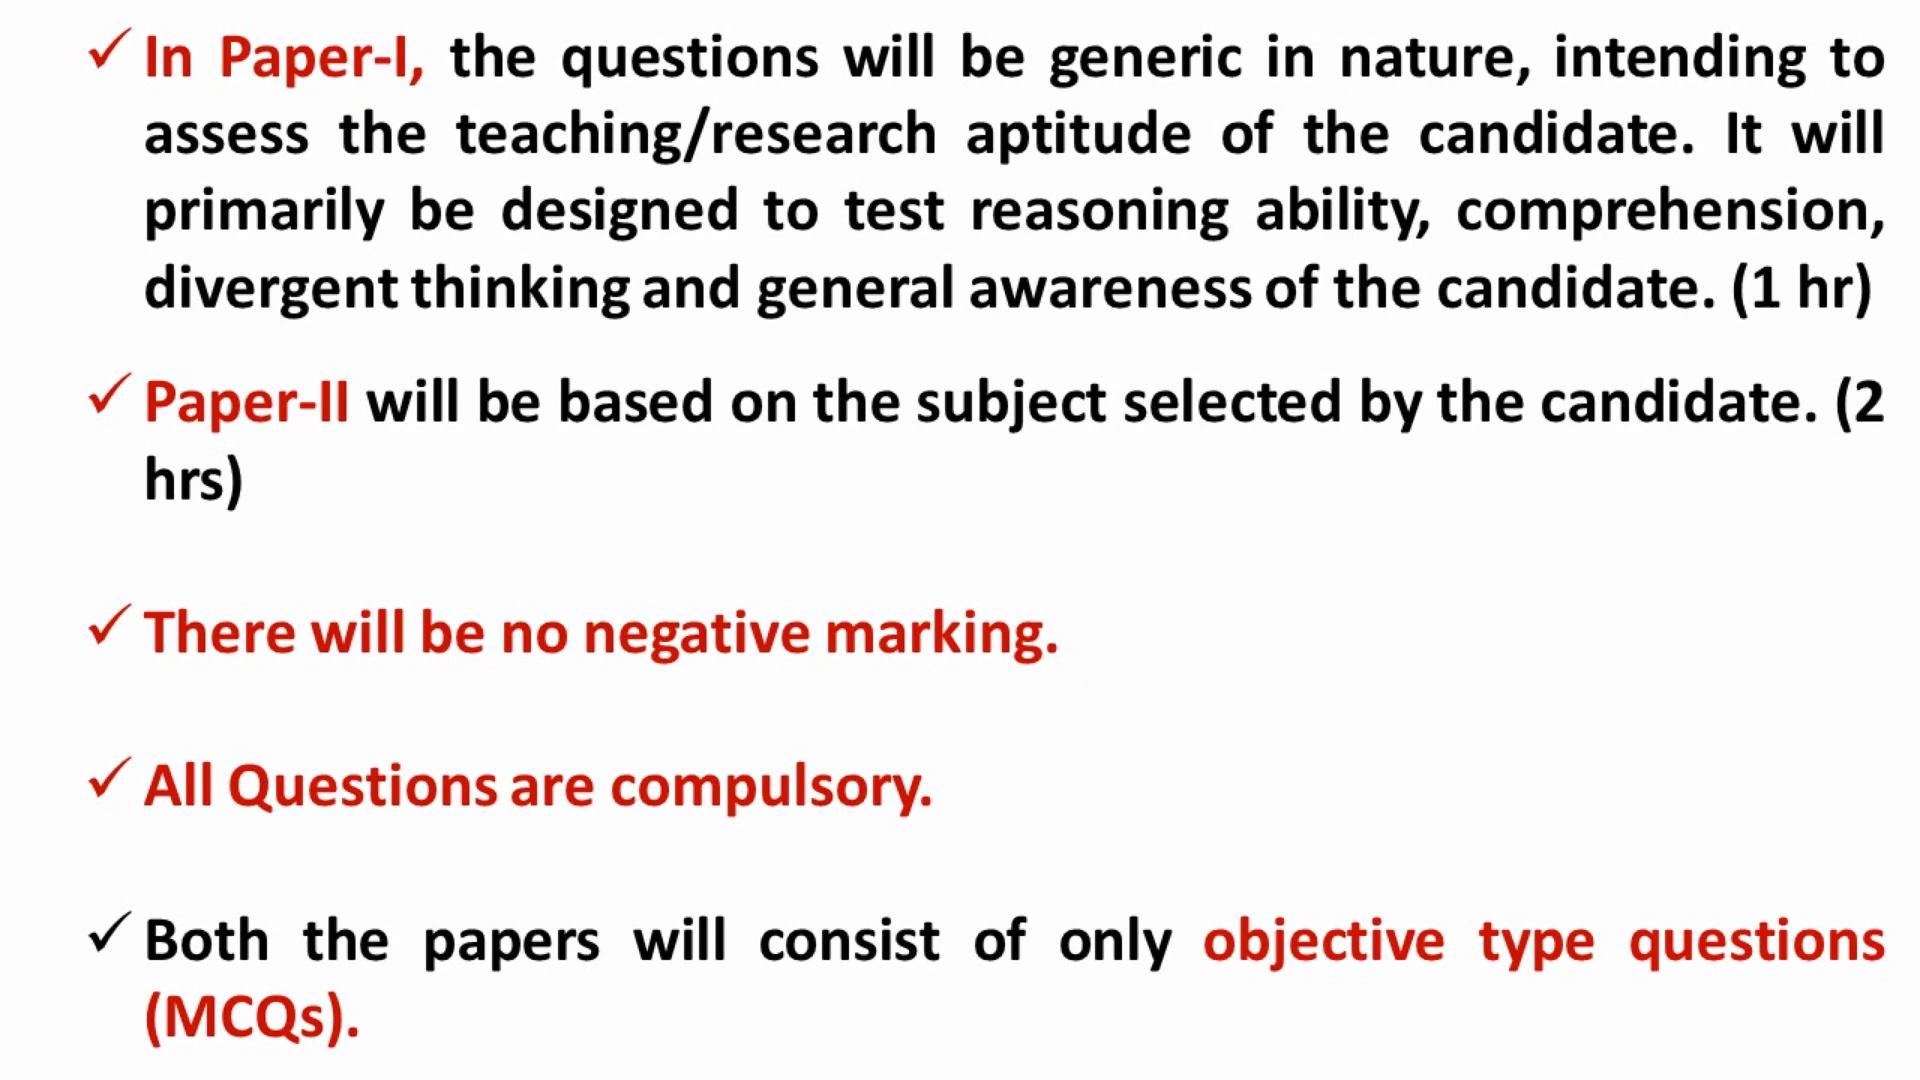 ✓ In Paper-I, the questions will be generic in nature, intending to
assess the teaching/research aptitude of the candidate. It will
primarily be designed to test reasoning ability, comprehension,
divergent thinking and general awareness of the candidate. (1 hr)
✓ Paper-II will be based on the subject selected by the candidate. (2
hrs)
✓ There will be no negative marking.
✓ All Questions are compulsory.
✓ Both the papers will consist of only objective type questions
(MCQs).